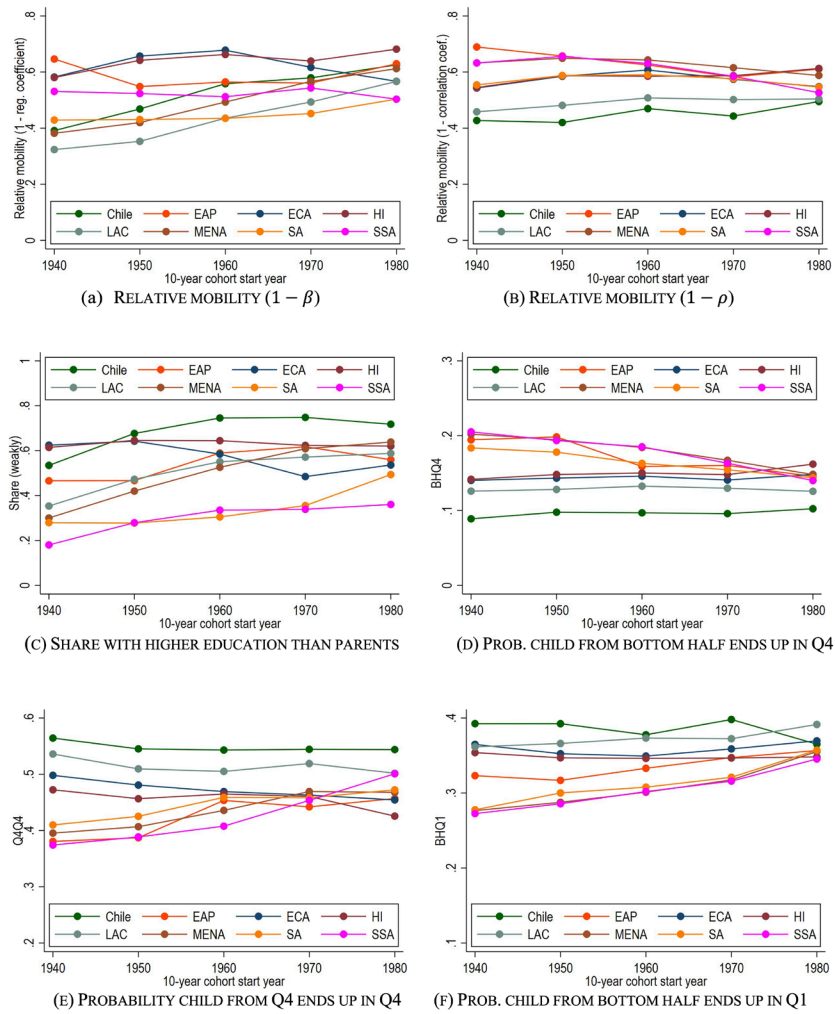 .8
.6
.4
.2
0
Relative mobility (1 - reg. coefficient)
Chile EAP ECA HI
LAC MENA SA SSA
1940 1950 1960 1970 1980
10-year cohort start year
(a) RELATIVE MOBILITY (1 − β)
.8
.6
.4
.2
0
Relative mobility (1 - correlation coef.)
Chile EAP ECA HI
LAC MENA SA SSA
1940 1950 1960 1970 1980
10-year cohort start year
(B) RELATIVE MOBILITY (1 − ρ)
1
.8
.6
.4
.2
0
Share (weakly)
Chile EAP ECA HI
LAC MENA SA SSA
1940 1950 1960 1970 1980
10-year cohort start year
(C) SHARE WITH HIGHER EDUCATION THAN PARENTS
.3
.2
.1
0
BHQ4
Chile EAP ECA HI
LAC MENA SA SSA
1940 1950 1960 1970 1980
10-year cohort start year
(D) PROB. CHILD FROM BOTTOM HALF ENDS UP IN Q4
.6
.5
.4
.3
.2
Q4Q4
Chile EAP ECA HI
LAC MENA SA SSA
1940 1950 1960 1970 1980
10-year cohort start year
(E) PROBABILITY CHILD FROM Q4 ENDS UP IN Q4
.4
.3
.2
.1
BHQ1
Chile EAP ECA HI
LAC MENA SA SSA
1940 1950 1960 1970 1980
10-year cohort start year
(F) PROB. CHILD FROM BOTTOM HALF ENDS UP IN Q1